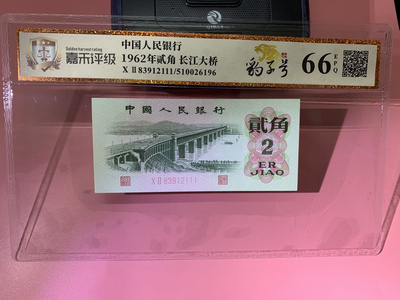 Golden harvest rating
嘉禾评级
中国人民银行
1962年贰角 长江大桥
X Ⅱ 83912111/510026196
豹子号
66 EPQ
中國人民銀行
貳角
2
ER
JIAO
X Ⅱ 83912111